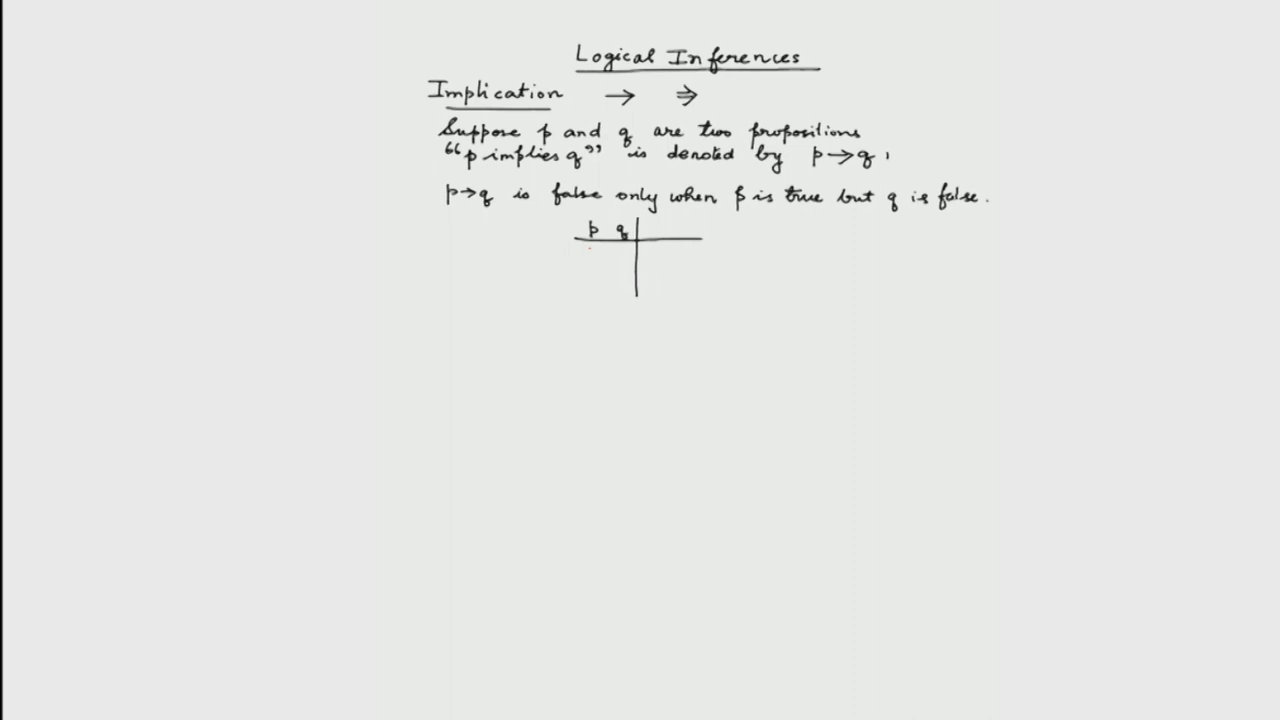 Logical Inferences
Implication → ⇒
Suppose p and q are two propositions
“p implies q” is denoted by p→q,
p→q is false only when p is true but q is false.
p q